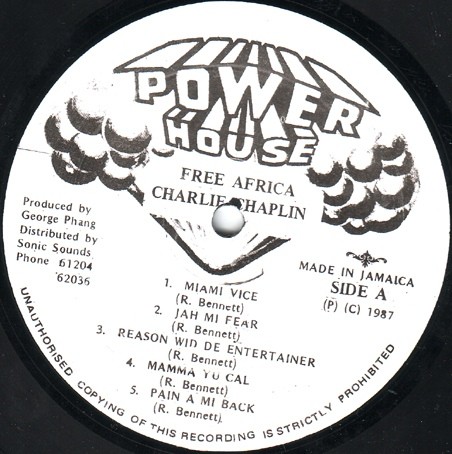 POWER
HOUSE
FREE AFRICA
CHARLIE CHAPLIN
Produced by
George Phang
Distributed by
Sonic Sounds
Phone 61204
62036
MADE IN JAMAICA
SIDE A
(P) (C) 1987
1. MIAMI VICE
(R. Bennett)
2. JAH MI FEAR
(R. Bennett)
3. REASON WID DE ENTERTAINER
(R. Bennett)
4. MAMMA YU CAL
(R. Bennett)
5. PAIN A MI BACK
(R. Bennett)
UNAUTHORISED COPYING OF THIS RECORDING IS STRICTLY PROHIBITED